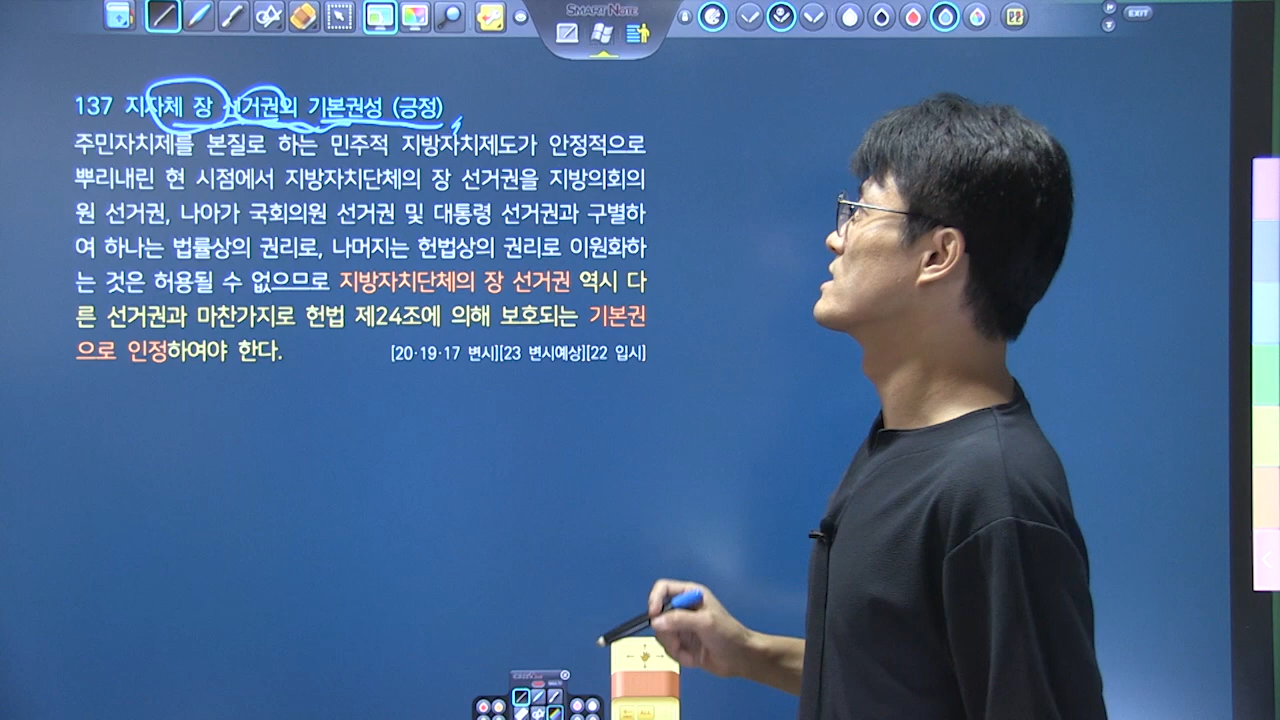 SMART NOTE
EXIT
137 지자체 장 선거권의 기본권성 (긍정)
주민자치제를 본질로 하는 민주적 지방자치제도가 안정적으로
뿌리내린 현 시점에서 지방자치단체의 장 선거권을 지방의회의
원 선거권, 나아가 국회의원 선거권 및 대통령 선거권과 구별하
여 하나는 법률상의 권리로, 나머지는 헌법상의 권리로 이원화하
는 것은 허용될 수 없으므로 지방자치단체의 장 선거권 역시 다
른 선거권과 마찬가지로 헌법 제24조에 의해 보호되는 기본권
으로 인정하여야 한다. [20·19·17 변시][23 변시예상][22 입시]